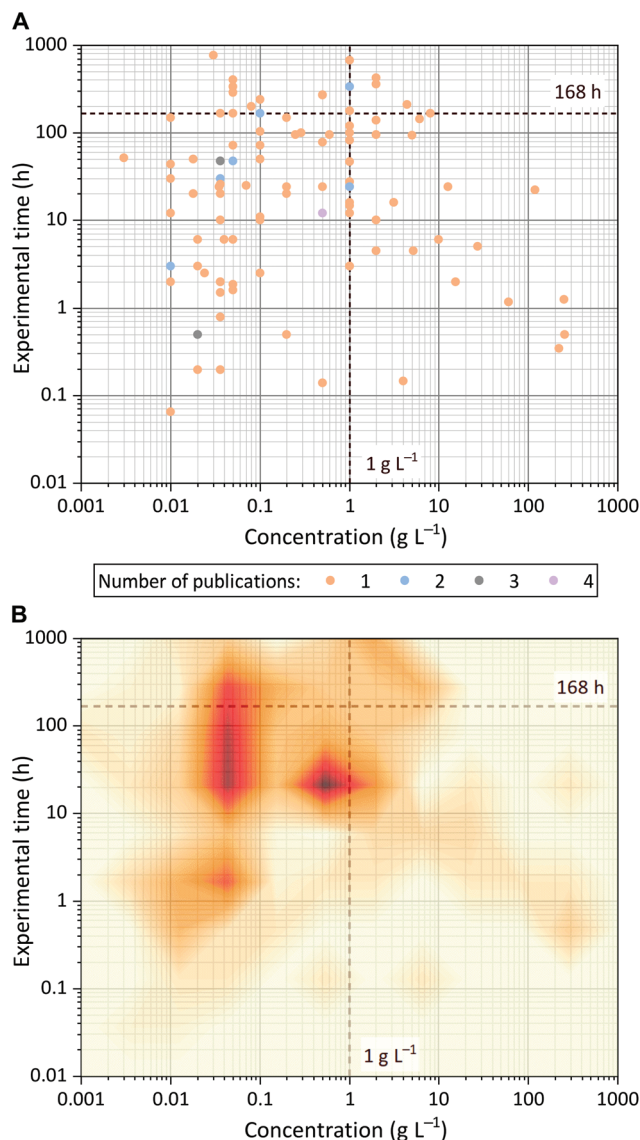 A
1000
100
10
1
0.1
0.01
Experimental time (h)
168 h
1 g L⁻¹
0.001 0.01 0.1 1 10 100 1000
Concentration (g L⁻¹)
Number of publications: 1 2 3 4
B
1000
100
10
1
0.1
0.01
Experimental time (h)
168 h
1 g L⁻¹
0.001 0.01 0.1 1 10 100 1000
Concentration (g L⁻¹)